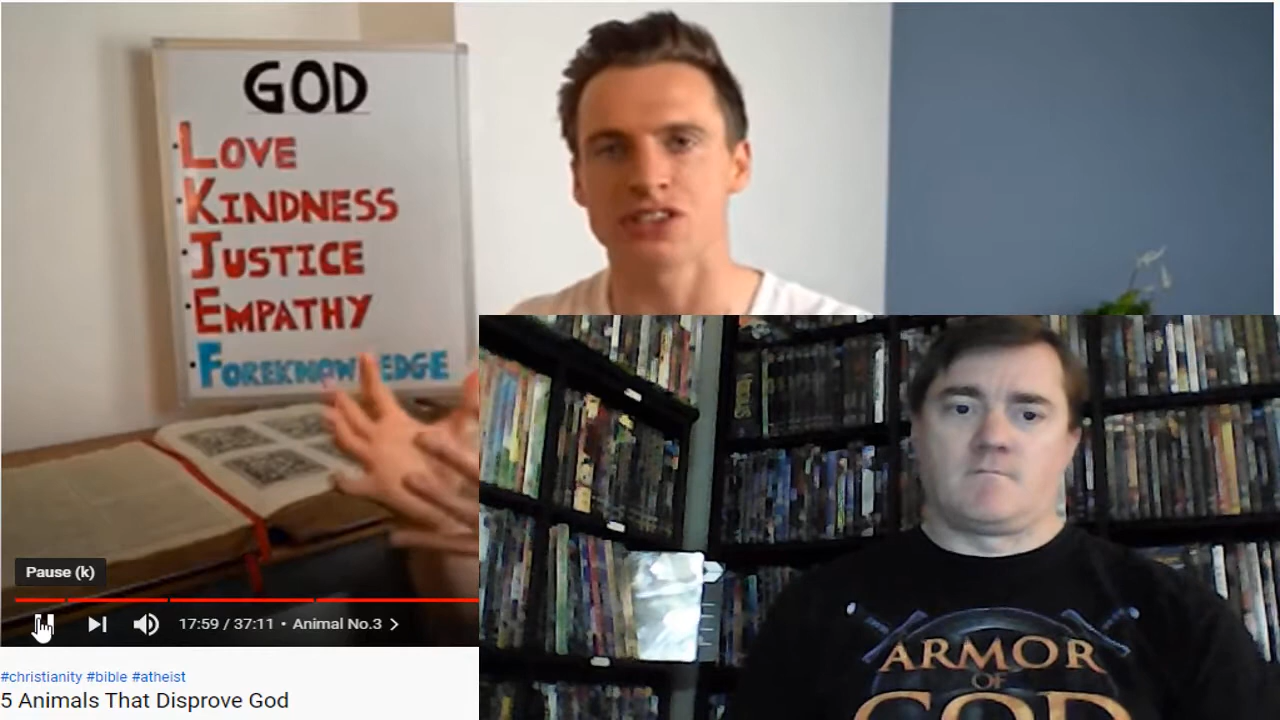 GOD
LOVE
KINDNESS
JUSTICE
EMPATHY
FOREKNOWLEDGE
Pause (k)
17:59 / 37:11 • Animal No.3 >
#christianity #bible #atheist
5 Animals That Disprove God
ARMOR
OF
GOD